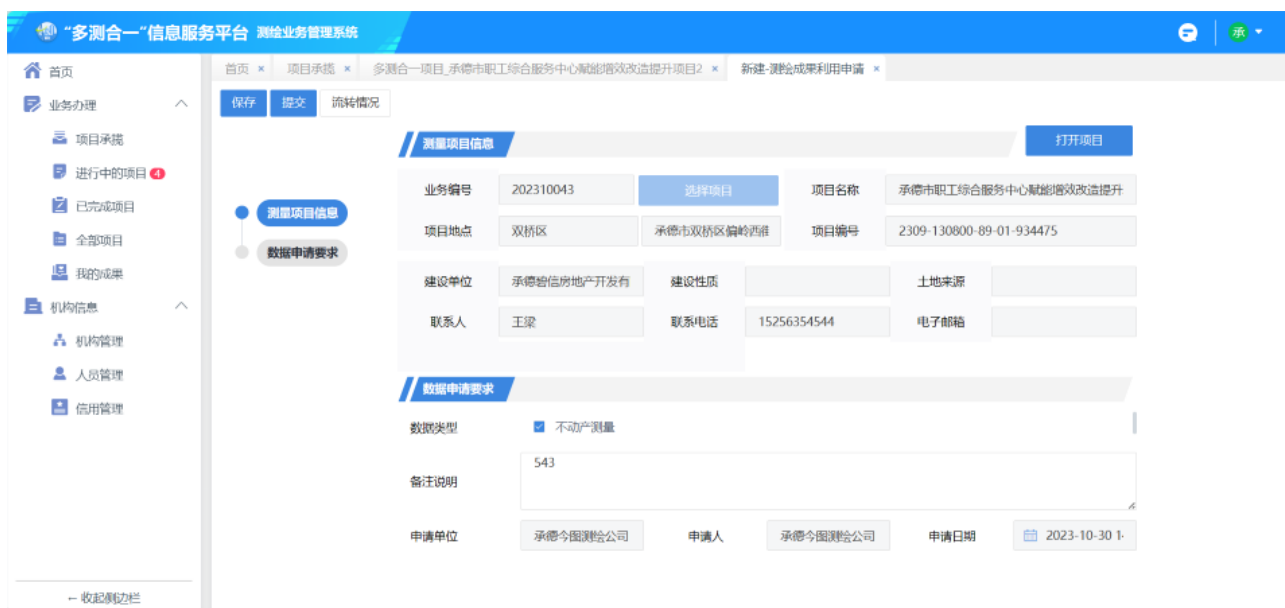 “多测合一“信息服务平台 测绘业务管理系统
承
首页
业务办理
项目承揽
进行中的项目 4
已完成项目
全部项目
我的成果
机构信息
机构管理
人员管理
信用管理
← 收起侧边栏
首页 × 项目承揽 × 多测合一项目_承德市职工综合服务中心赋能增效改造提升项目2 × 新建-测绘成果利用申请 ×
保存 提交 流转情况
测量项目信息
数据申请要求
测量项目信息 打开项目
业务编号 202310043 选择项目 项目名称 承德市职工综合服务中心赋能增效改造提升
项目地点 双桥区 承德市双桥区偏岭西 项目编号 2309-130800-89-01-934475
建设单位 承德碧信房地产开发有 建设性质 土地来源
联系人 王梁 联系电话 15256354544 电子邮箱
数据申请要求
数据类型 不动产测量
备注说明 543
申请单位 承德今图测绘公司 申请人 承德今图测绘公司 申请日期 2023-10-30 1